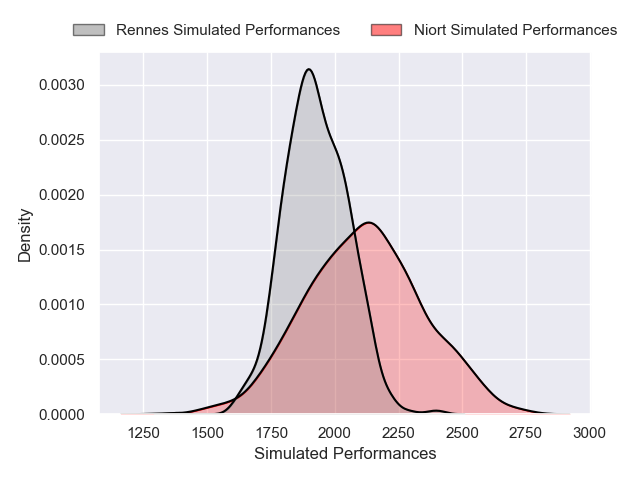 Rennes Simulated Performances
Niort Simulated Performances
0.0030
0.0025
0.0020
0.0015
0.0010
0.0005
0.0000
Density
1250 1500 1750 2000 2250 2500 2750 3000
Simulated Performances